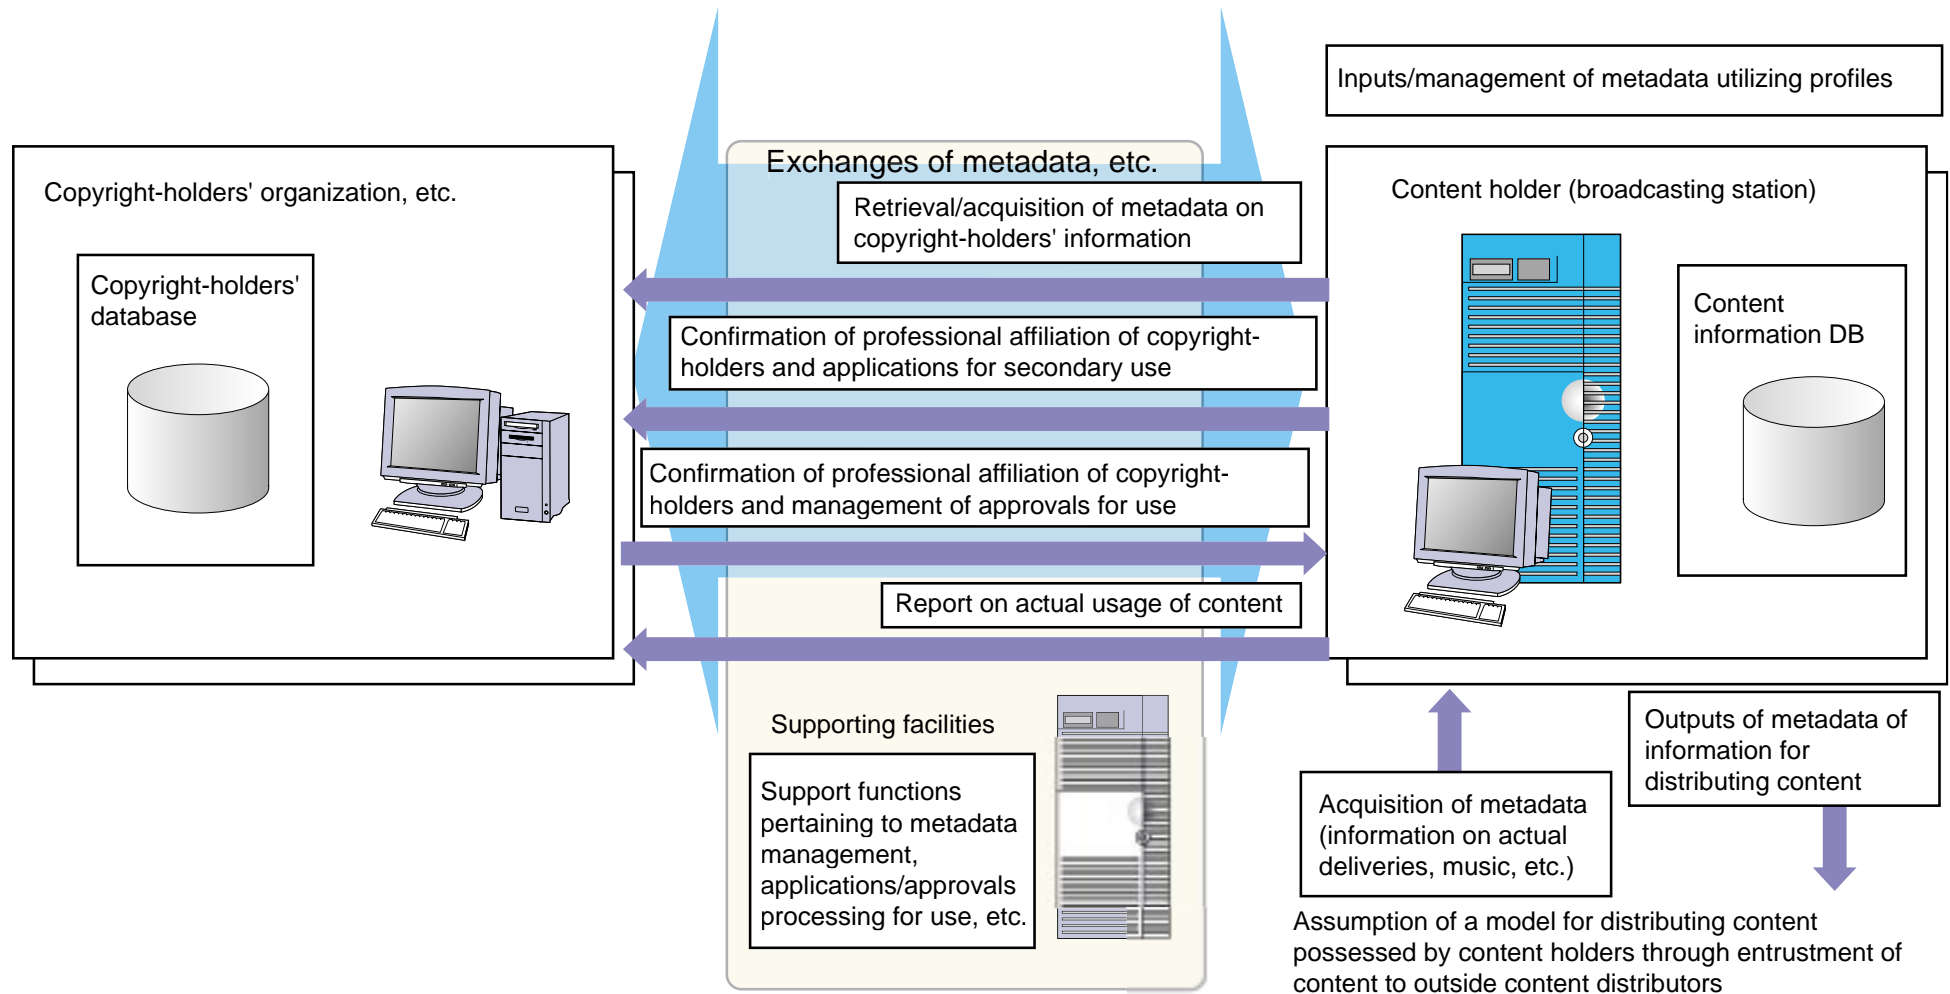 Inputs/management of metadata utilizing profiles
Copyright-holders' organization, etc.
Copyright-holders'
database
Exchanges of metadata, etc.
Retrieval/acquisition of metadata on
copyright-holders' information
Confirmation of professional affiliation of copyright-
holders and applications for secondary use
Confirmation of professional affiliation of copyright-
holders and management of approvals for use
Report on actual usage of content
Content holder (broadcasting station)
Content
information DB
Supporting facilities
Support functions
pertaining to metadata
management,
applications/approvals
processing for use, etc.
Acquisition of metadata
(information on actual
deliveries, music, etc.)
Outputs of metadata of
information for
distributing content
Assumption of a model for distributing content
possessed by content holders through entrustment of
content to outside content distributors